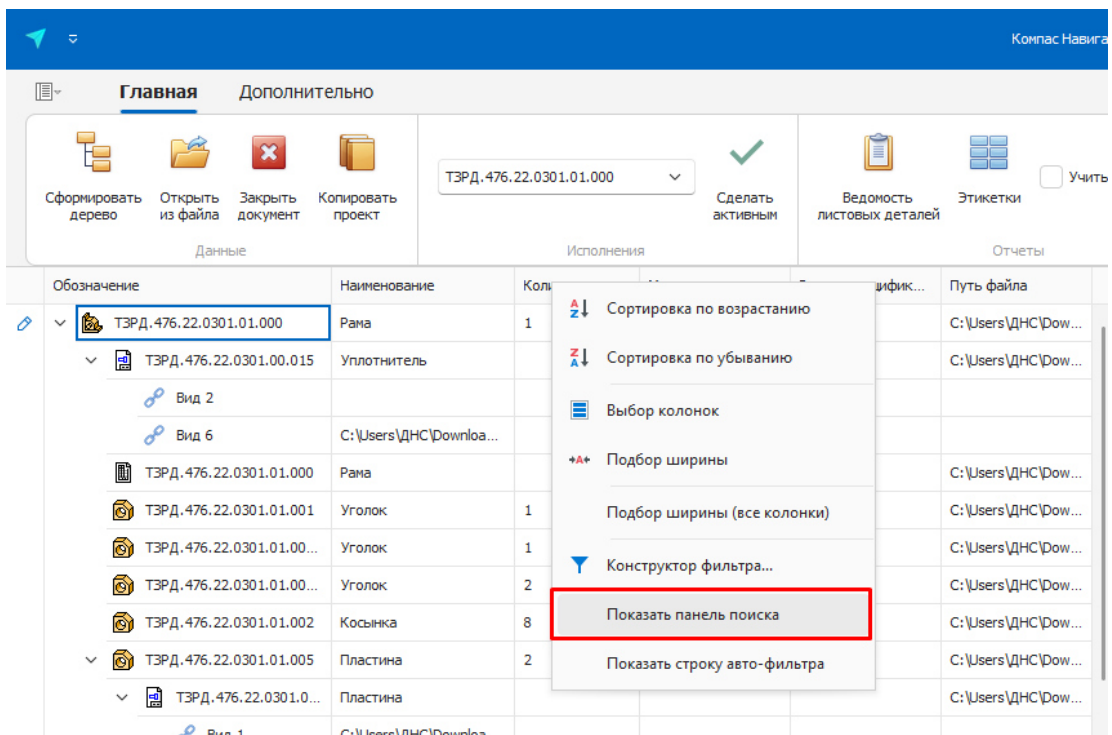 Компас Навига
Главная Дополнительно
Сформировать дерево
Открыть из файла
Закрыть документ
Копировать проект
Данные
ТЗРД.476.22.0301.01.000
Сделать активным
Исполнения
Ведомость листовых деталей
Этикетки
Учить
Отчеты
Обозначение Наименование Коли цифик... Путь файла
ТЗРД.476.22.0301.01.000 Рама 1 C:\Users\ДНС\Dow...
ТЗРД.476.22.0301.00.015 Уплотнитель C:\Users\ДНС\Dow...
Вид 2
Вид 6 C:\Users\ДНС\Downloa...
ТЗРД.476.22.0301.01.000 Рама C:\Users\ДНС\Dow...
ТЗРД.476.22.0301.01.001 Уголок 1 C:\Users\ДНС\Dow...
ТЗРД.476.22.0301.01.00... Уголок 1 C:\Users\ДНС\Dow...
ТЗРД.476.22.0301.01.00... Уголок 2 C:\Users\ДНС\Dow...
ТЗРД.476.22.0301.01.002 Косынка 8 C:\Users\ДНС\Dow...
ТЗРД.476.22.0301.01.005 Пластина 2 C:\Users\ДНС\Dow...
ТЗРД.476.22.0301.0... Пластина C:\Users\ДНС\Dow...
Вид 1 C:\Users\ДНС\Downloa...
Сортировка по возрастанию
Сортировка по убыванию
Выбор колонок
Подбор ширины
Подбор ширины (все колонки)
Конструктор фильтра...
Показать панель поиска
Показать строку авто-фильтра